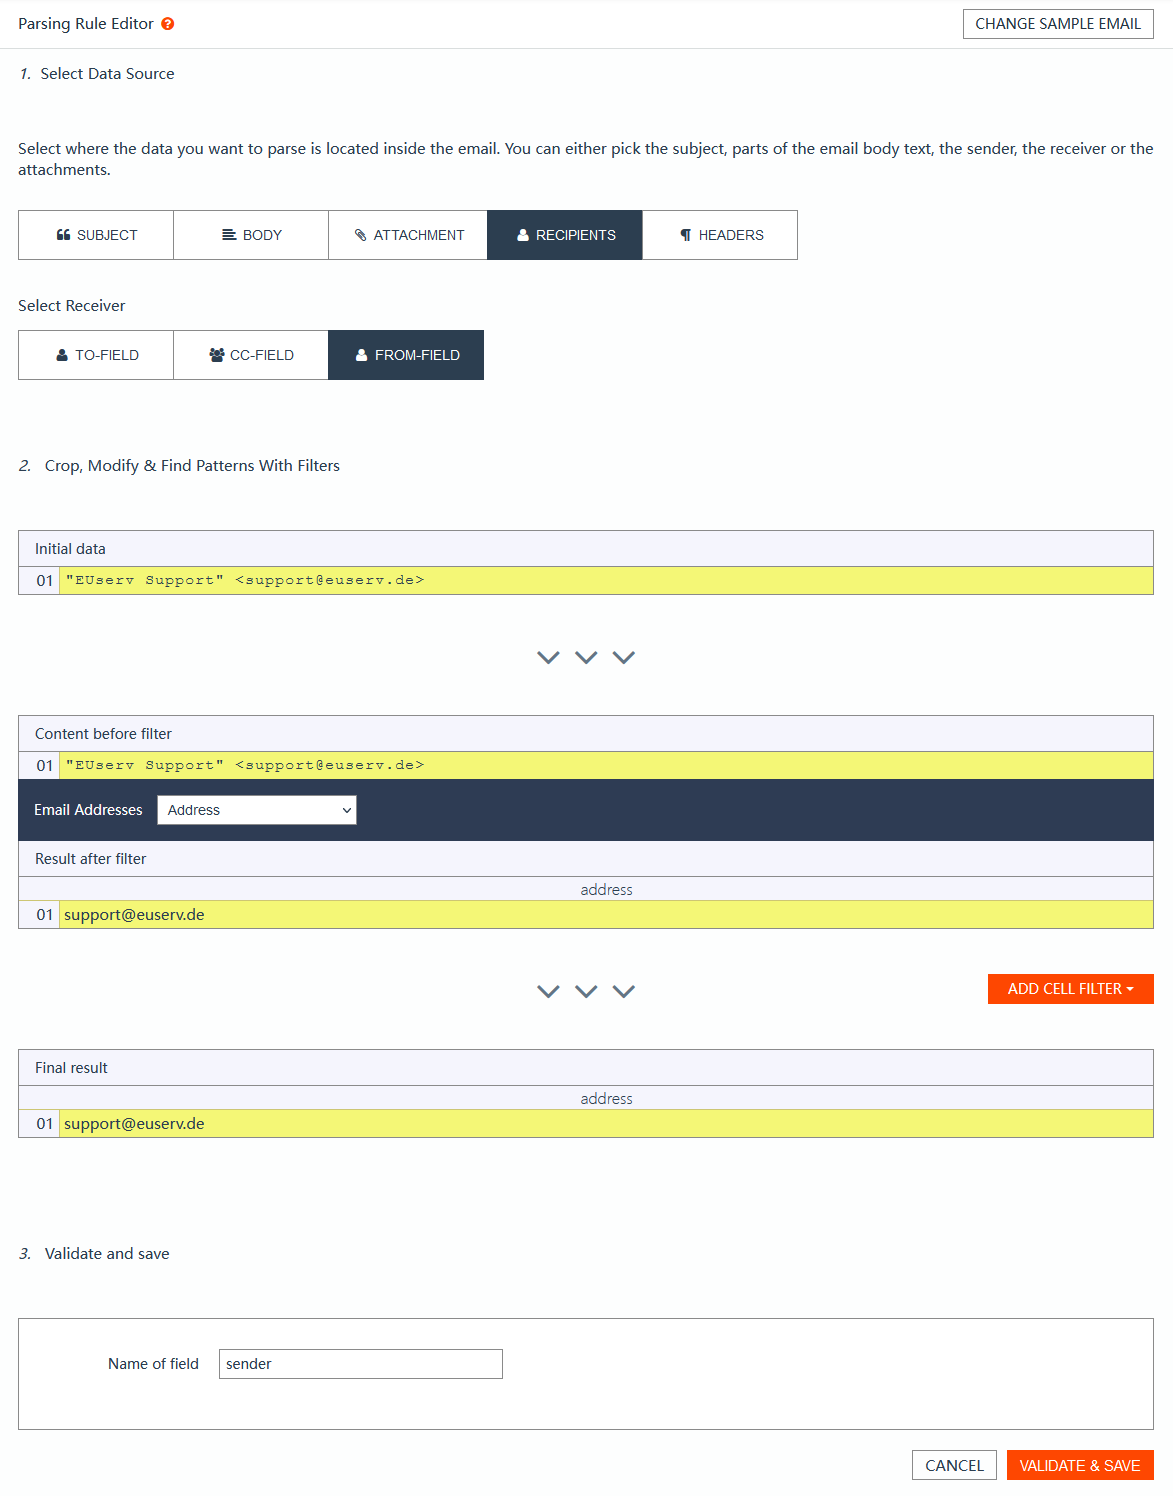 Parsing Rule Editor ?
CHANGE SAMPLE EMAIL
1. Select Data Source
Select where the data you want to parse is located inside the email. You can either pick the subject, parts of the email body text, the sender, the receiver or the
attachments.
SUBJECT BODY ATTACHMENT RECIPIENTS HEADERS
Select Receiver
TO-FIELD CC-FIELD FROM-FIELD
2. Crop, Modify & Find Patterns With Filters
Initial data
01 "EUserv Support" <support@euserv.de>
Content before filter
01 "EUserv Support" <support@euserv.de>
Email Addresses Address
Result after filter
address
01 support@euserv.de
ADD CELL FILTER
Final result
address
01 support@euserv.de
3. Validate and save
Name of field sender
CANCEL VALIDATE & SAVE